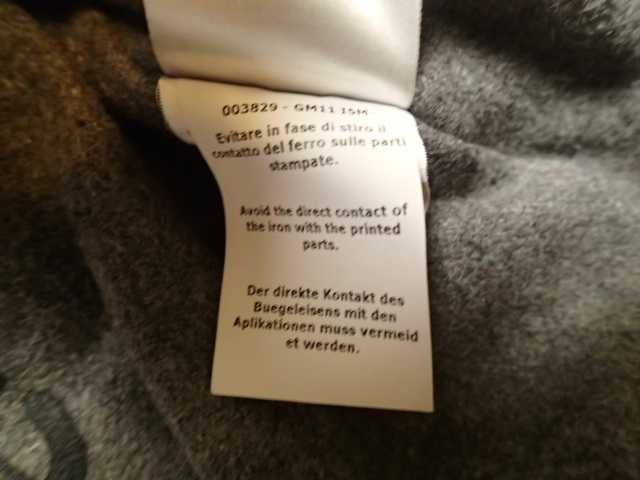 003829 - GM11 ISM
Evitare in fase di stiro il
contatto del ferro sulle parti
stampate.
Avoid the direct contact of
the iron with the printed
parts.
Der direkte Kontakt des
Buegeleisens mit den
Aplikationen muss vermeid
et werden.